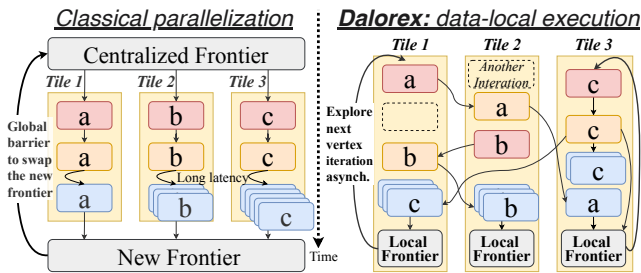 Classical parallelization
Centralized Frontier
Tile 1
Tile 2
Tile 3
a
b
c
Global
barrier
to swap
the new
frontier
a
b
c
Long latency
a
b
c
New Frontier
Time
Dalorex: data-local execution
Tile 1
Tile 2
Tile 3
a
Another
Interation
c
Explore
next
vertex
iteration
asynch.
a
c
b
b
c
c
b
a
Local
Frontier
Local
Frontier
Local
Frontier